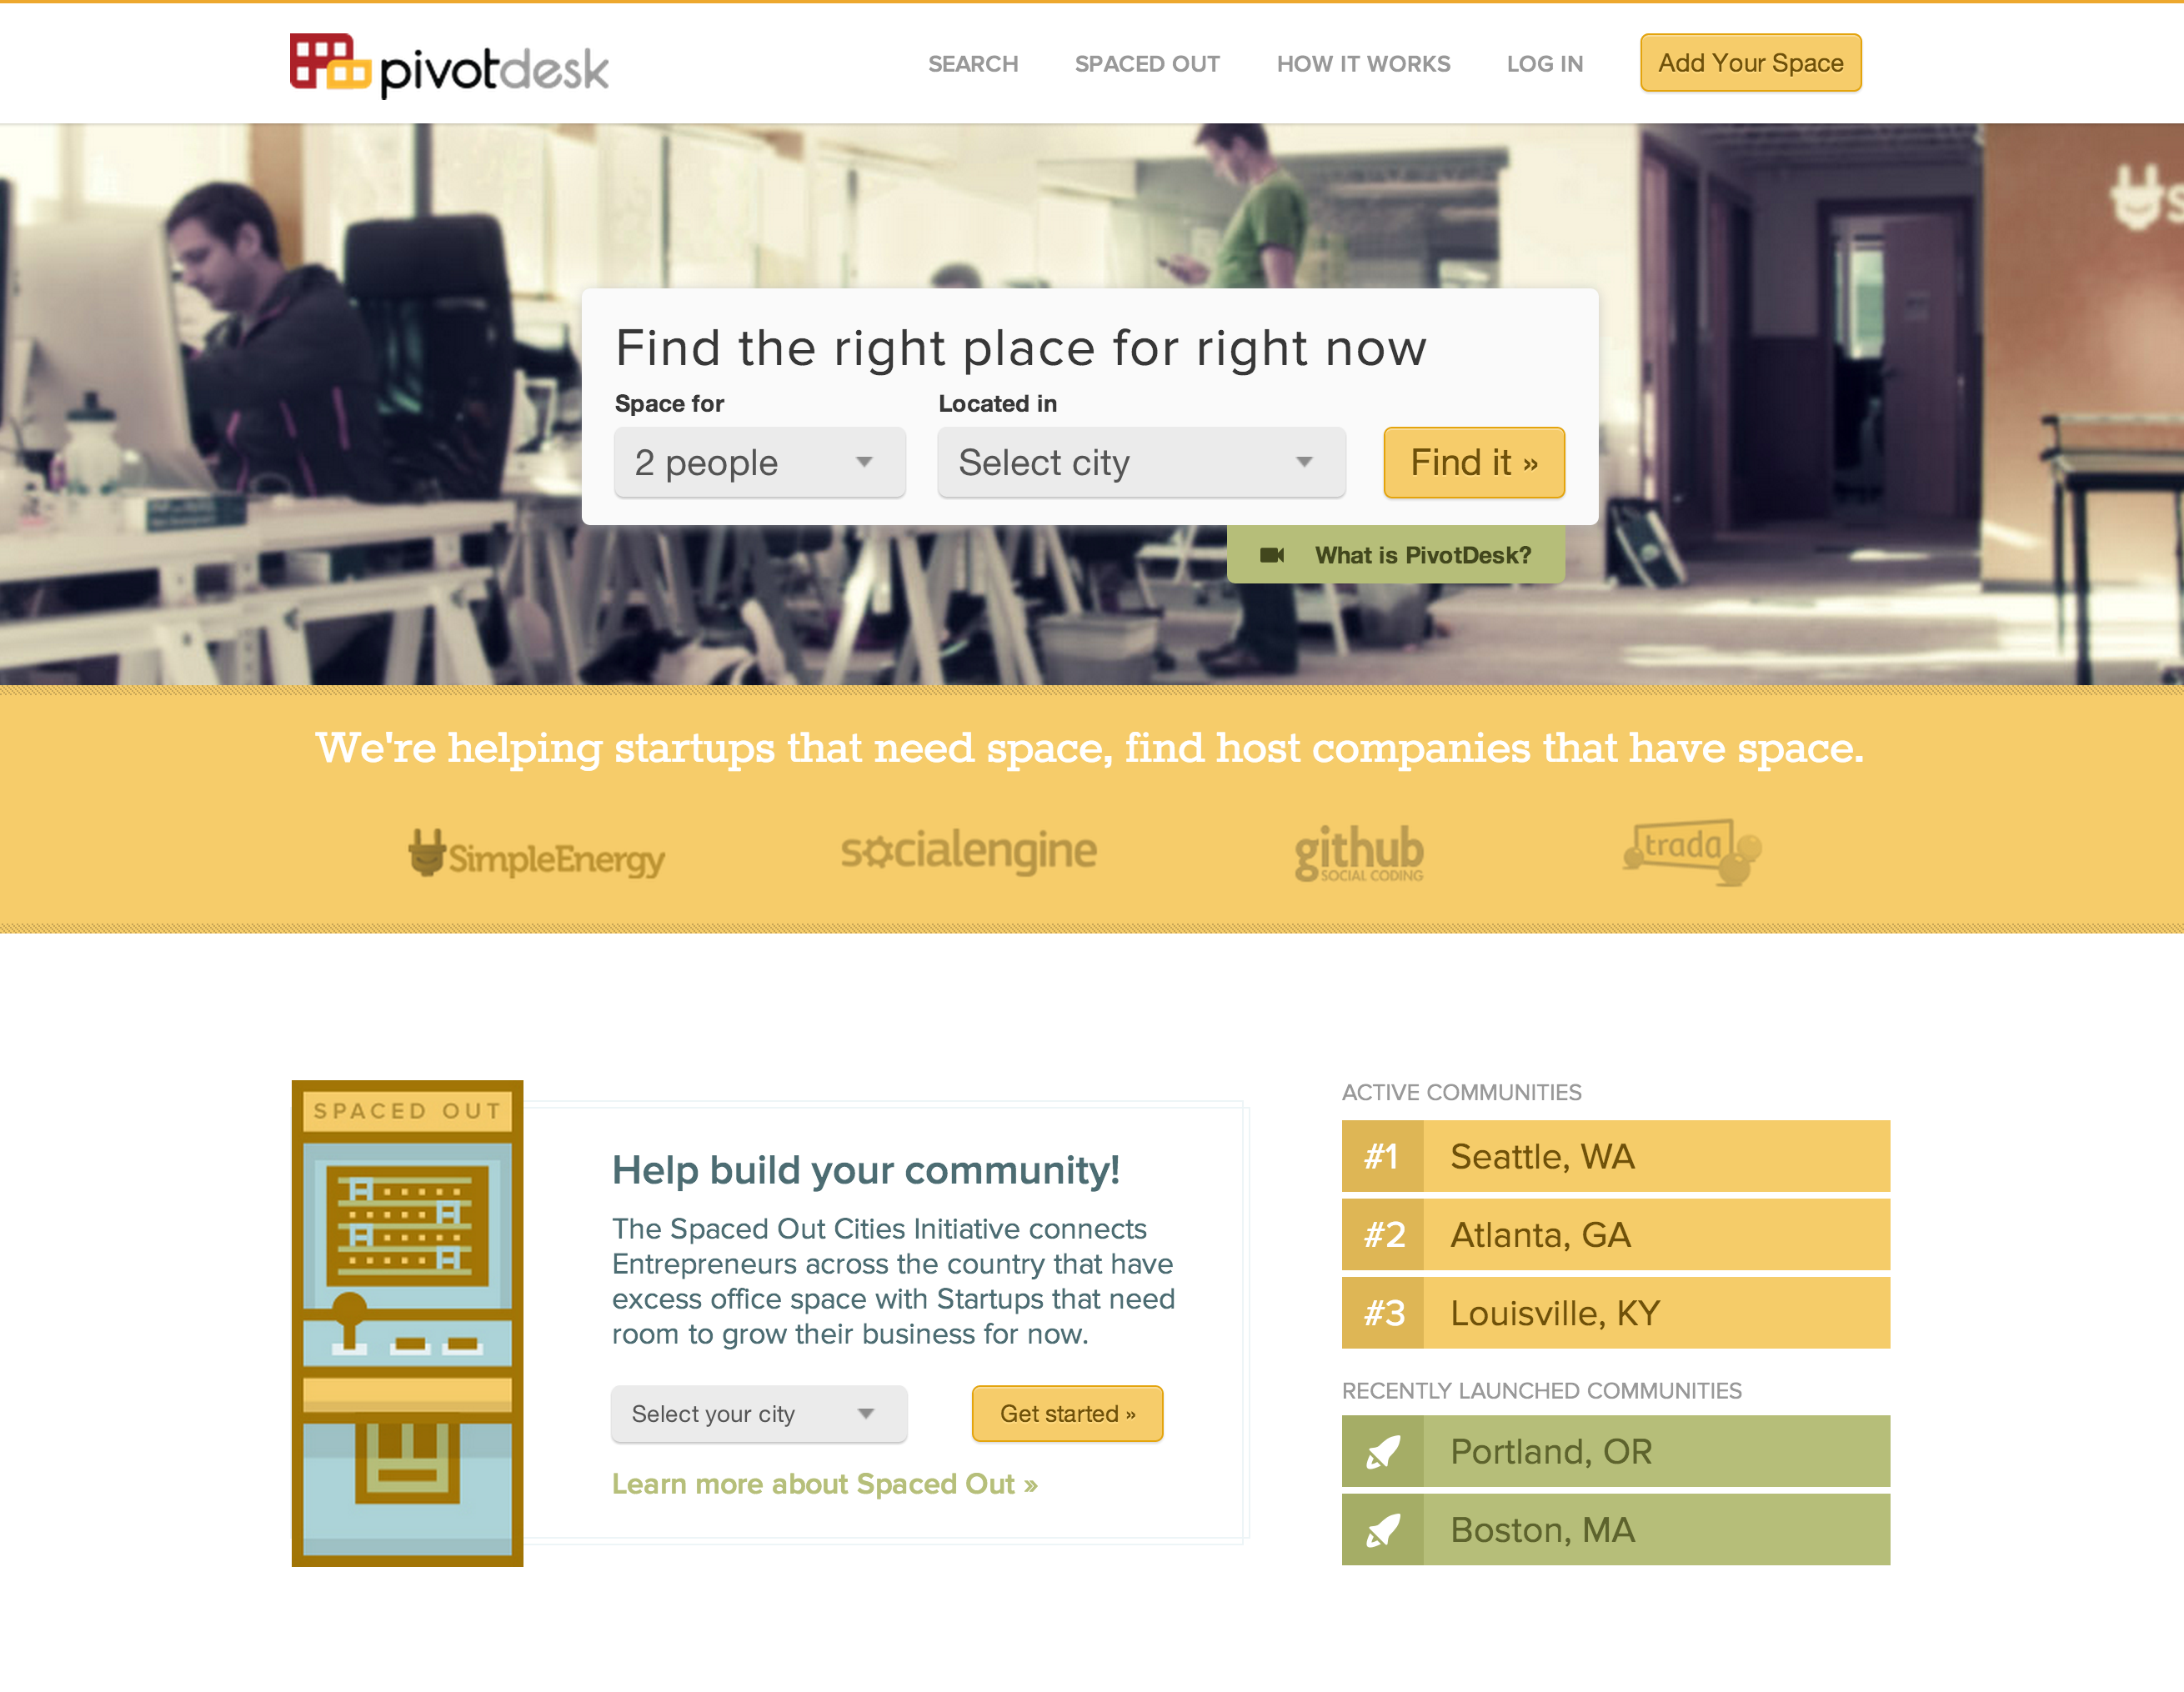 pivotdesk
SEARCH
SPACED OUT
HOW IT WORKS
LOG IN
Add Your Space
Find the right place for right now
Space for
Located in
2 people
Select city
Find it »
What is PivotDesk?
We're helping startups that need space, find host companies that have space.
SimpleEnergy
socialengine
github
SOCIAL CODING
trada
SPACED OUT
Help build your community!
The Spaced Out Cities Initiative connects
Entrepreneurs across the country that have
excess office space with Startups that need
room to grow their business for now.
Select your city
Get started »
Learn more about Spaced Out »
ACTIVE COMMUNITIES
#1 Seattle, WA
#2 Atlanta, GA
#3 Louisville, KY
RECENTLY LAUNCHED COMMUNITIES
Portland, OR
Boston, MA